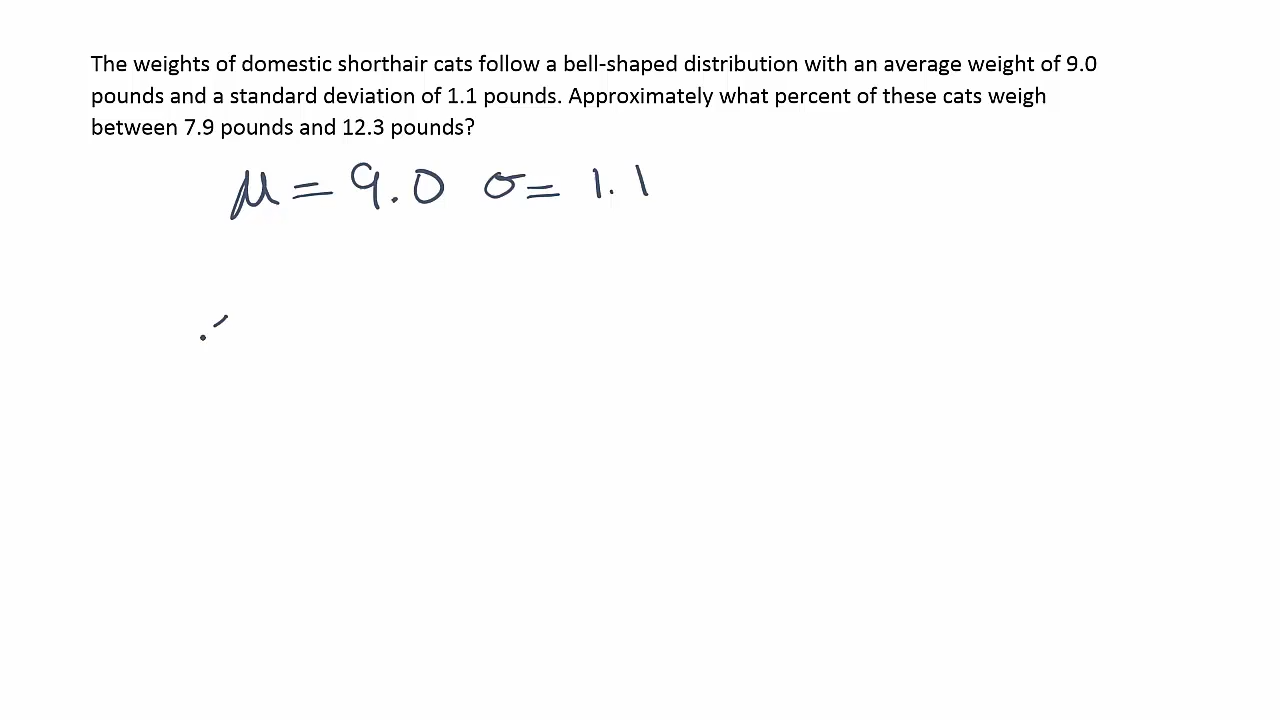 The weights of domestic shorthair cats follow a bell-shaped distribution with an average weight of 9.0
pounds and a standard deviation of 1.1 pounds. Approximately what percent of these cats weigh
between 7.9 pounds and 12.3 pounds?
μ = 9.0 σ = 1.1